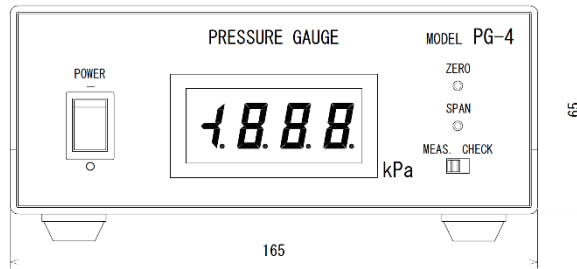 PRESSURE GAUGE
MODEL PG-4
POWER
ZERO
SPAN
MEAS. CHECK
-1.8.8.8
kPa
165
65